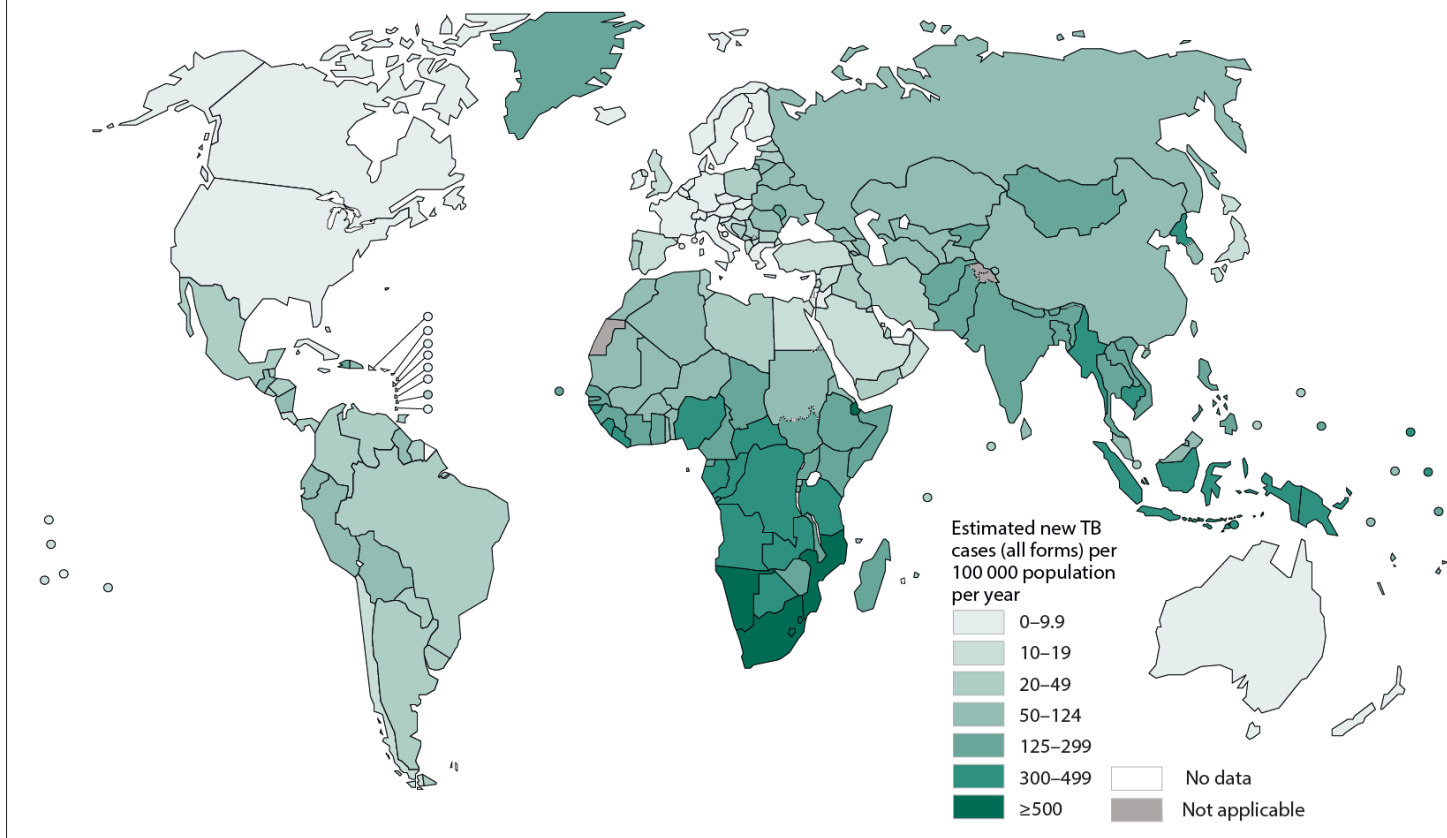 Estimated new TB
cases (all forms) per
100 000 population
per year
0–9.9
10–19
20–49
50–124
125–299
300–499
≥500
No data
Not applicable